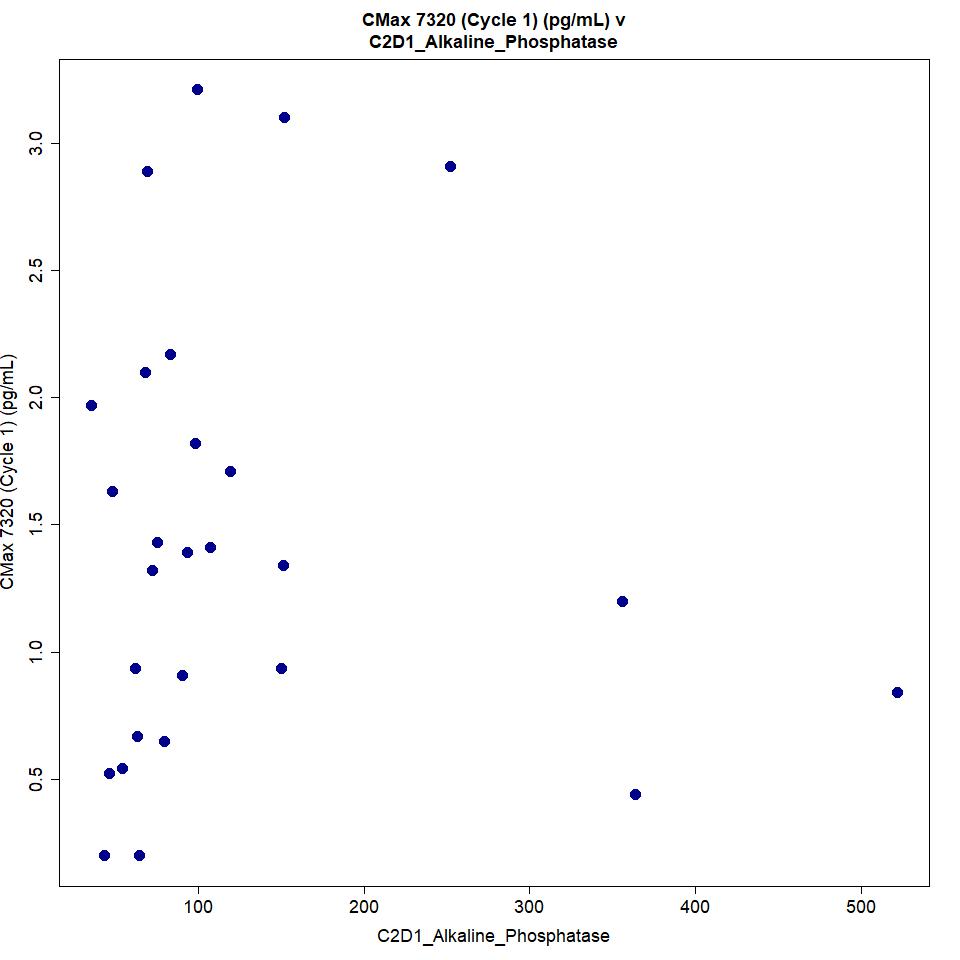 CMax 7320 (Cycle 1) (pg/mL) v
C2D1_Alkaline_Phosphatase
CMax 7320 (Cycle 1) (pg/mL)
3.0
2.5
2.0
1.5
1.0
0.5
100
200
300
400
500
C2D1_Alkaline_Phosphatase